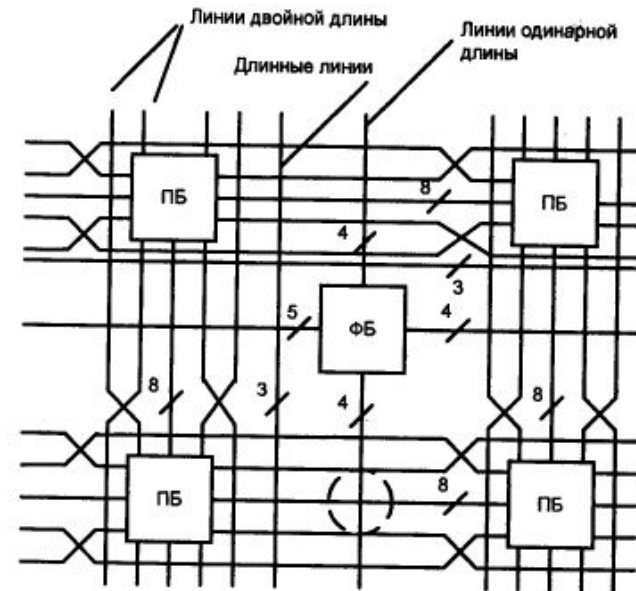 Линии двойной длины
Длинные линии
Линии одинарной
длины
ПБ
8
ПБ
4
3
5
ФБ
4
8
3
4
8
ПБ
8
ПБ